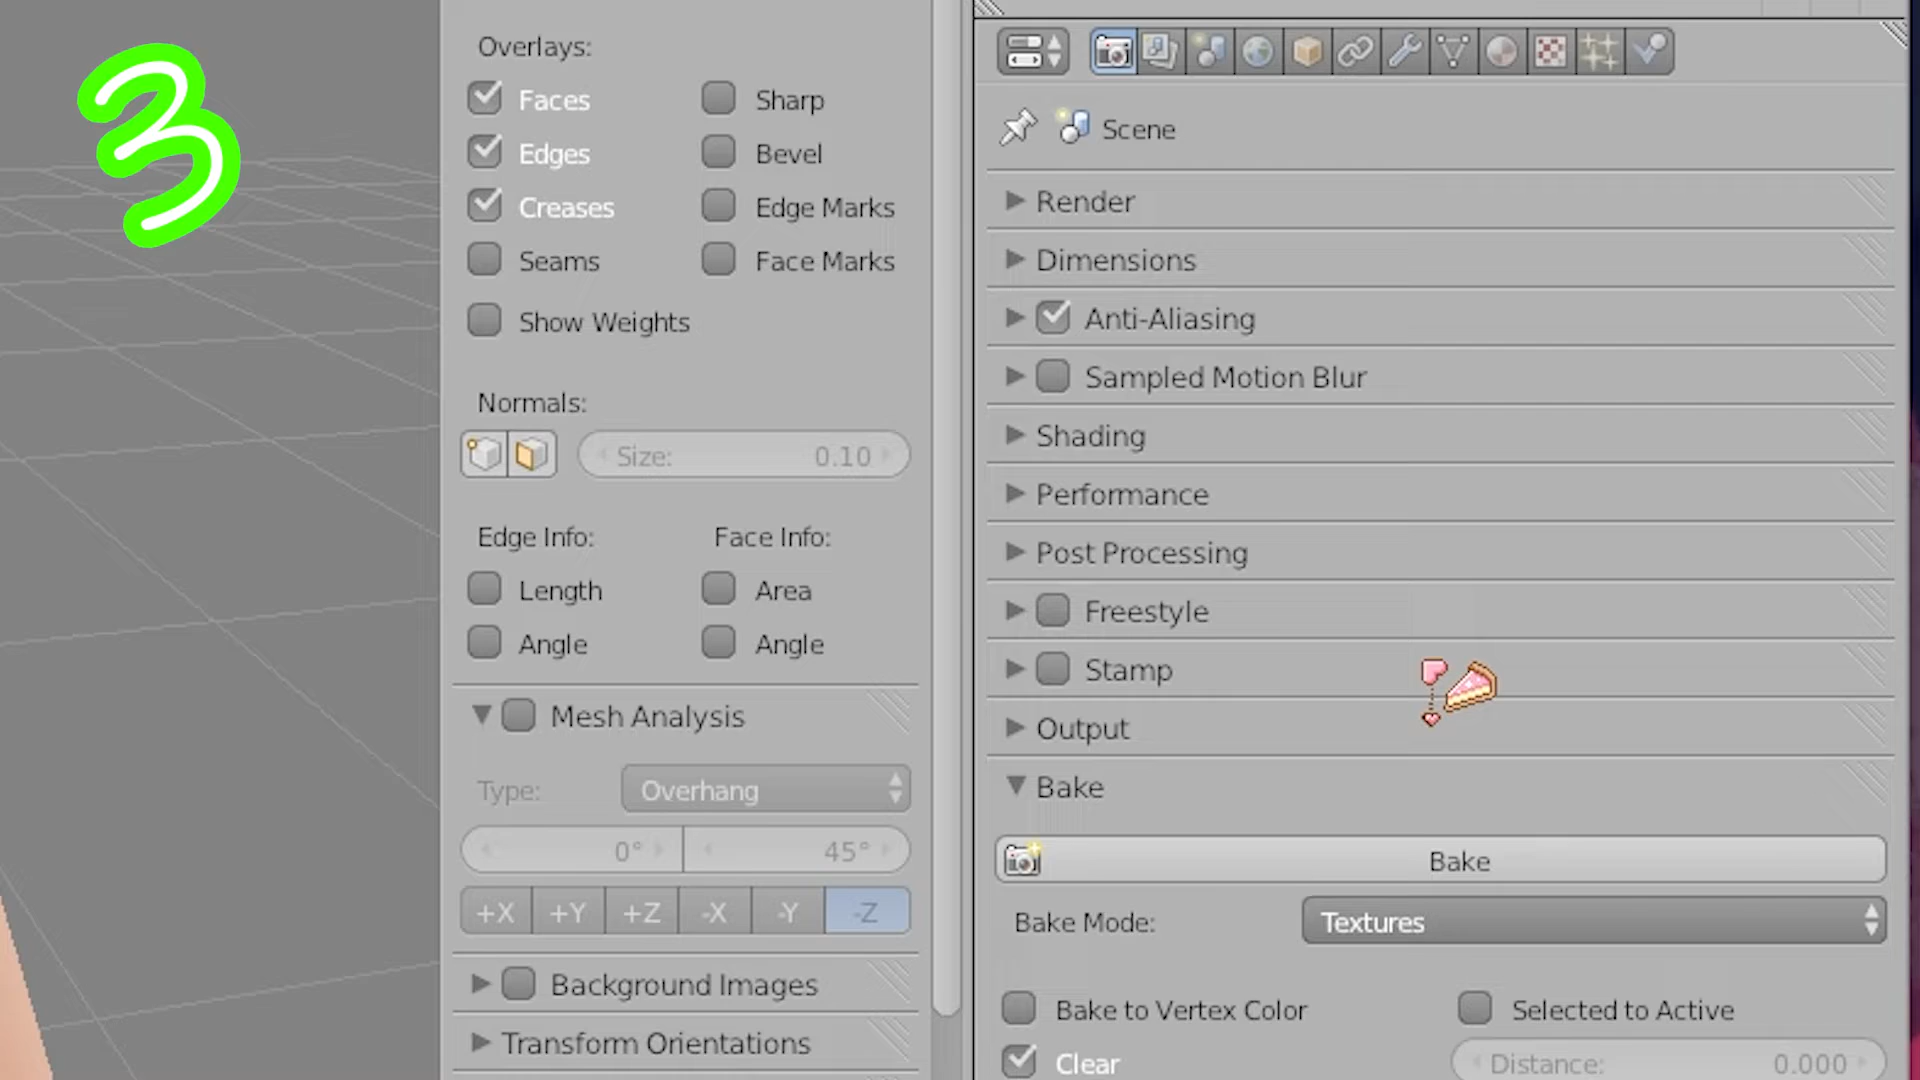 3
Overlays:
Faces
Sharp
Edges
Bevel
Creases
Edge Marks
Seams
Face Marks
Show Weights
Normals:
Size: 0.10
Edge Info:
Face Info:
Length
Area
Angle
Angle
Mesh Analysis
Type: Overhang
0° 45°
+X +Y +Z -X -Y -Z
Background Images
Transform Orientations
Scene
Render
Dimensions
Anti-Aliasing
Sampled Motion Blur
Shading
Performance
Post Processing
Freestyle
Stamp
Output
Bake
Bake
Bake Mode: Textures
Bake to Vertex Color
Selected to Active
Clear
Distance: 0.000